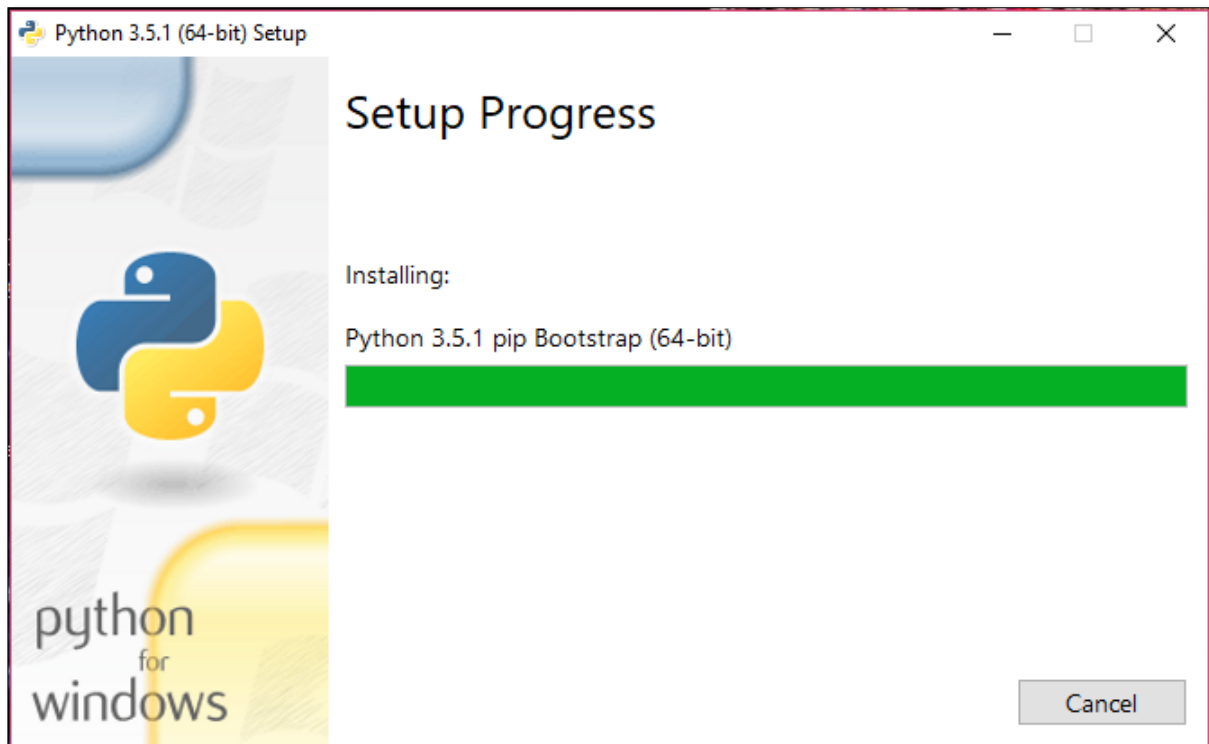 Python 3.5.1 (64-bit) Setup
Setup Progress
Installing:
Python 3.5.1 pip Bootstrap (64-bit)
python
for
windows
Cancel